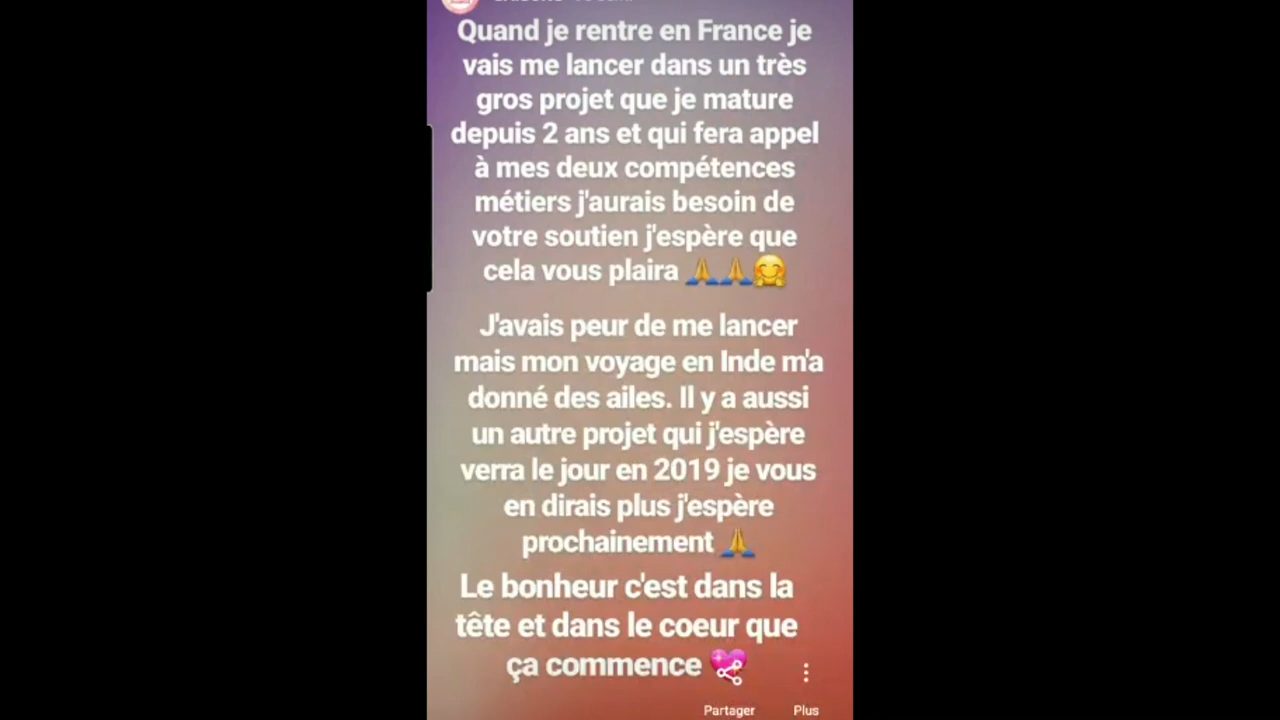 Quand je rentre en France je
vais me lancer dans un très
gros projet que je mature
depuis 2 ans et qui fera appel
à mes deux compétences
métiers j'aurais besoin de
votre soutien j'espère que
cela vous plaira 🙏🙏🤗
J'avais peur de me lancer
mais mon voyage en Inde m'a
donné des ailes. Il y a aussi
un autre projet qui j'espère
verra le jour en 2019 je vous
en dirais plus j'espère
prochainement 🙏
Le bonheur c'est dans la
tête et dans le coeur que
ça commence 💖
Partager Plus